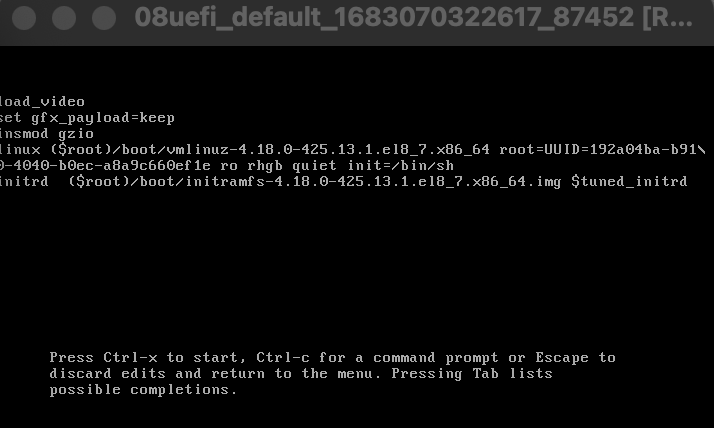 08uefi_default_1683070322617_87452 [R...
load_video
set gfx_payload=keep
insmod gzio
linux ($root)/boot/vmlinuz-4.18.0-425.13.1.el8_7.x86_64 root=UUID=192a04ba-b91\
0-4040-b0ec-a8a9c660ef1e ro rhgb quiet init=/bin/sh
initrd  ($root)/boot/initramfs-4.18.0-425.13.1.el8_7.x86_64.img $tuned_initrd
Press Ctrl-x to start, Ctrl-c for a command prompt or Escape to
discard edits and return to the menu. Pressing Tab lists
possible completions.